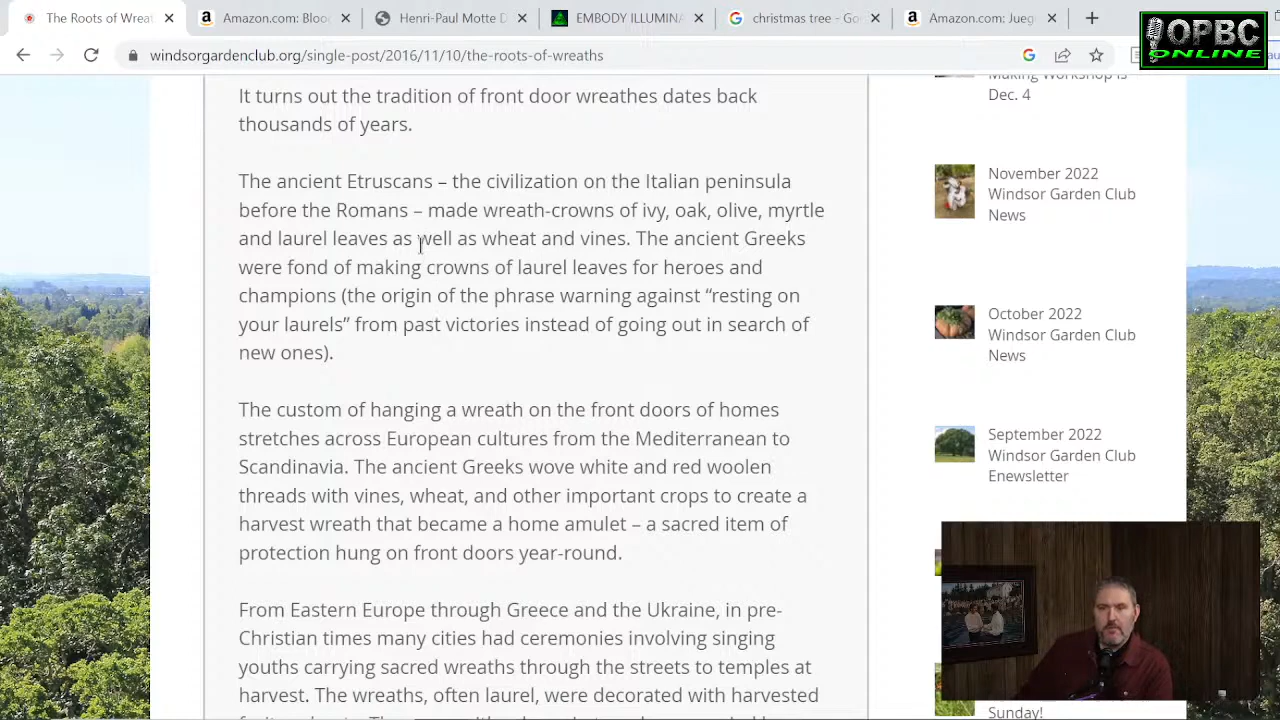 The Roots of Wreat
Amazon.com: Bloo
Henri-Paul Motte
EMBODY ILLUMINA
christmas tree - Go
Amazon.com: Jueg
OPBC
ONLINE
windsorgardenclub.org/single-post/2016/11/10/
wreaths
It turns out the tradition of front door wreathes dates back
thousands of years.
The ancient Etruscans – the civilization on the Italian peninsula
before the Romans – made wreath-crowns of ivy, oak, olive, myrtle
and laurel leaves as well as wheat and vines. The ancient Greeks
were fond of making crowns of laurel leaves for heroes and
champions (the origin of the phrase warning against “resting on
your laurels” from past victories instead of going out in search of
new ones).
The custom of hanging a wreath on the front doors of homes
stretches across European cultures from the Mediterranean to
Scandinavia. The ancient Greeks wove white and red woolen
threads with vines, wheat, and other important crops to create a
harvest wreath that became a home amulet – a sacred item of
protection hung on front doors year-round.
From Eastern Europe through Greece and the Ukraine, in pre-
Christian times many cities had ceremonies involving singing
youths carrying sacred wreaths through the streets to temples at
harvest. The wreaths, often laurel, were decorated with harvested
Making Workshop is
Dec. 4
November 2022
Windsor Garden Club
News
October 2022
Windsor Garden Club
News
September 2022
Windsor Garden Club
Enewsletter
Sunday!